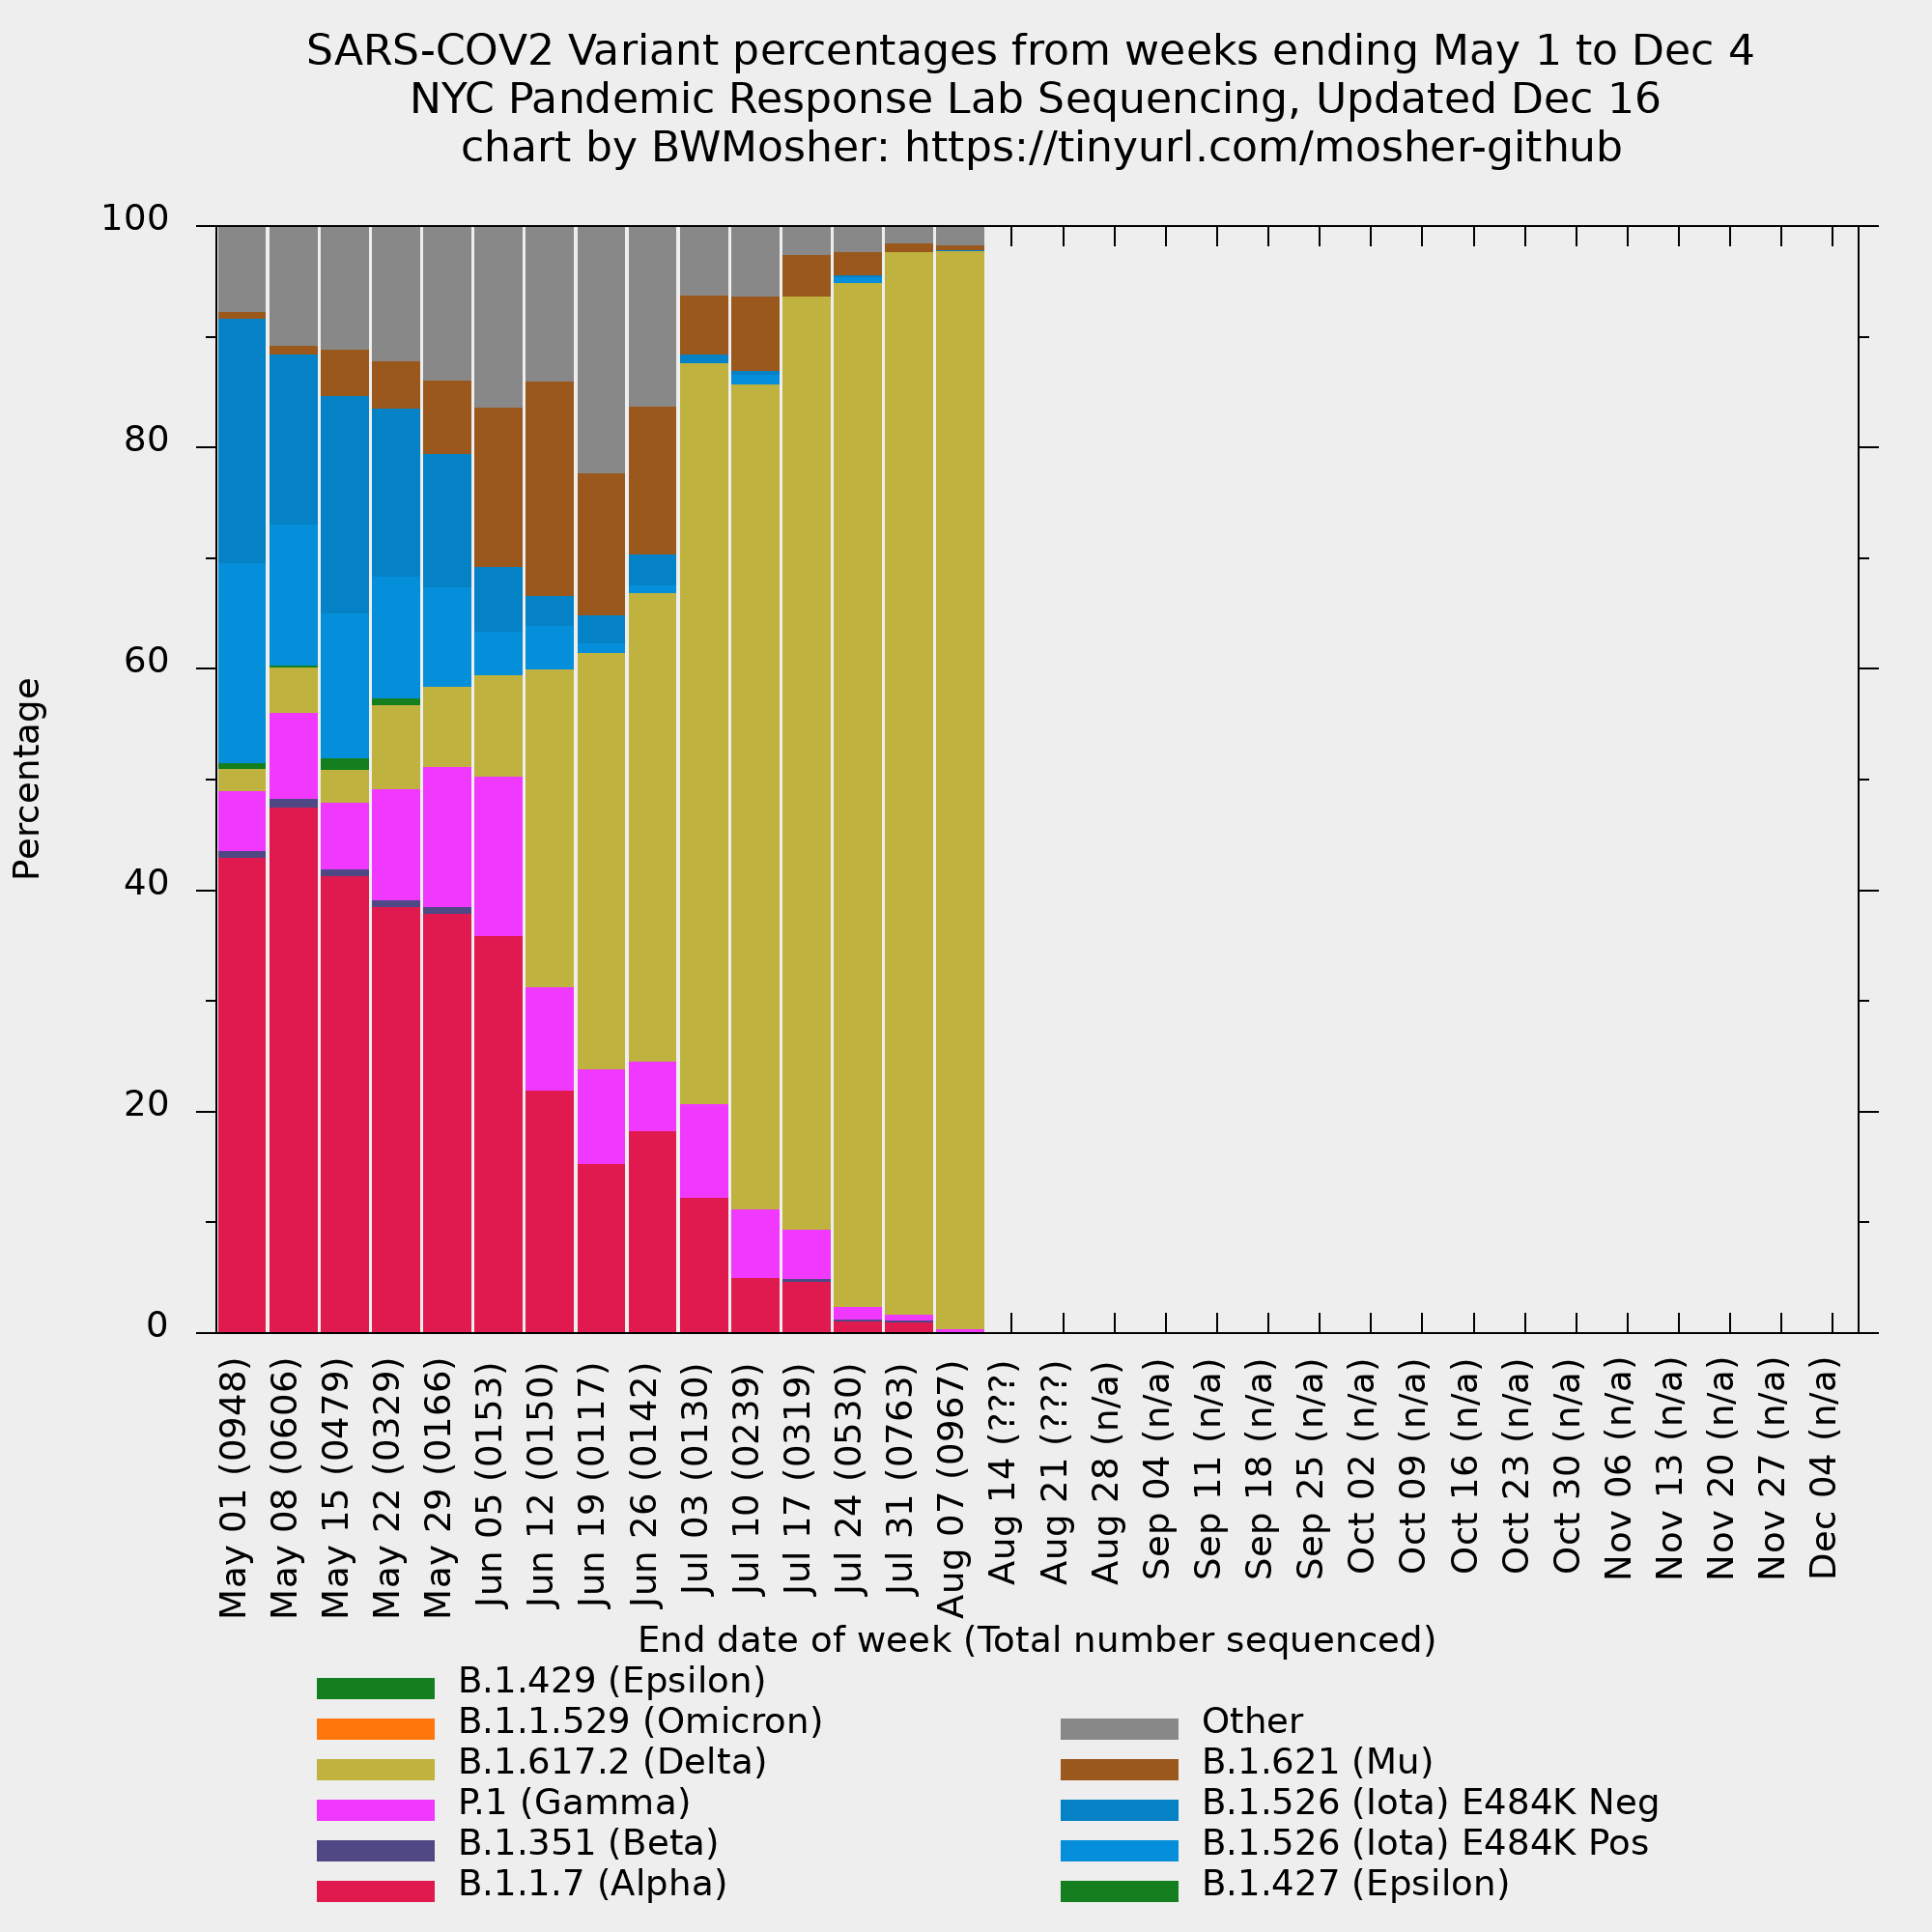 SARS-COV2 Variant percentages from weeks ending May 1 to Dec 4
NYC Pandemic Response Lab Sequencing, Updated Dec 16
chart by BWMosher: https://tinyurl.com/mosher-github
100
80
60
40
20
0
Percentage
May 01 (0948)
May 08 (0606)
May 15 (0479)
May 22 (0329)
May 29 (0166)
Jun 05 (0153)
Jun 12 (0150)
Jun 19 (0117)
Jun 26 (0142)
Jul 03 (0130)
Jul 10 (0239)
Jul 17 (0319)
Jul 24 (0530)
Jul 31 (0763)
Aug 07 (0967)
Aug 14 (???)
Aug 21 (???)
Aug 28 (n/a)
Sep 04 (n/a)
Sep 11 (n/a)
Sep 18 (n/a)
Sep 25 (n/a)
Oct 02 (n/a)
Oct 09 (n/a)
Oct 16 (n/a)
Oct 23 (n/a)
Oct 30 (n/a)
Nov 06 (n/a)
Nov 13 (n/a)
Nov 20 (n/a)
Nov 27 (n/a)
Dec 04 (n/a)
End date of week (Total number sequenced)
B.1.429 (Epsilon)
B.1.1.529 (Omicron)
B.1.617.2 (Delta)
P.1 (Gamma)
B.1.351 (Beta)
B.1.1.7 (Alpha)
Other
B.1.621 (Mu)
B.1.526 (Iota) E484K Neg
B.1.526 (Iota) E484K Pos
B.1.427 (Epsilon)